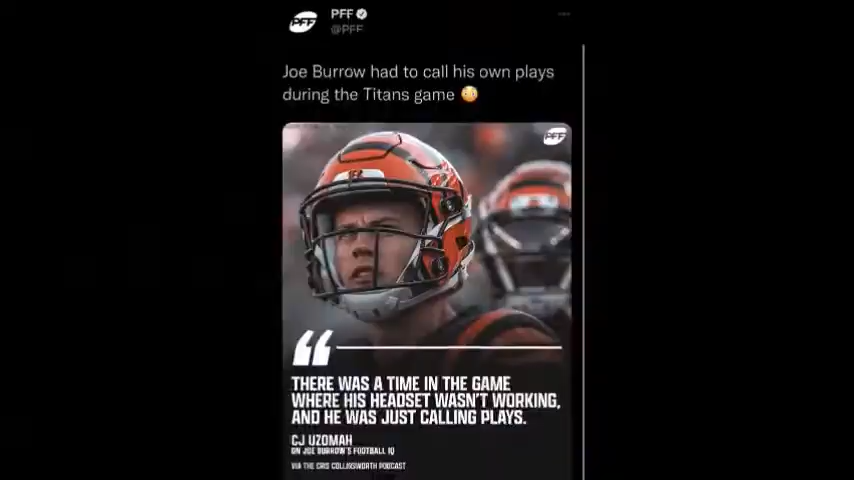 PFF
PFF
@PFF
Joe Burrow had to call his own plays
during the Titans game
PFF
THERE WAS A TIME IN THE GAME
WHERE HIS HEADSET WASN'T WORKING,
AND HE WAS JUST CALLING PLAYS.
CJ UZOMAH
ON JOE BURROW'S FOOTBALL IQ
VIA THE CRIS COLLINSWORTH PODCAST